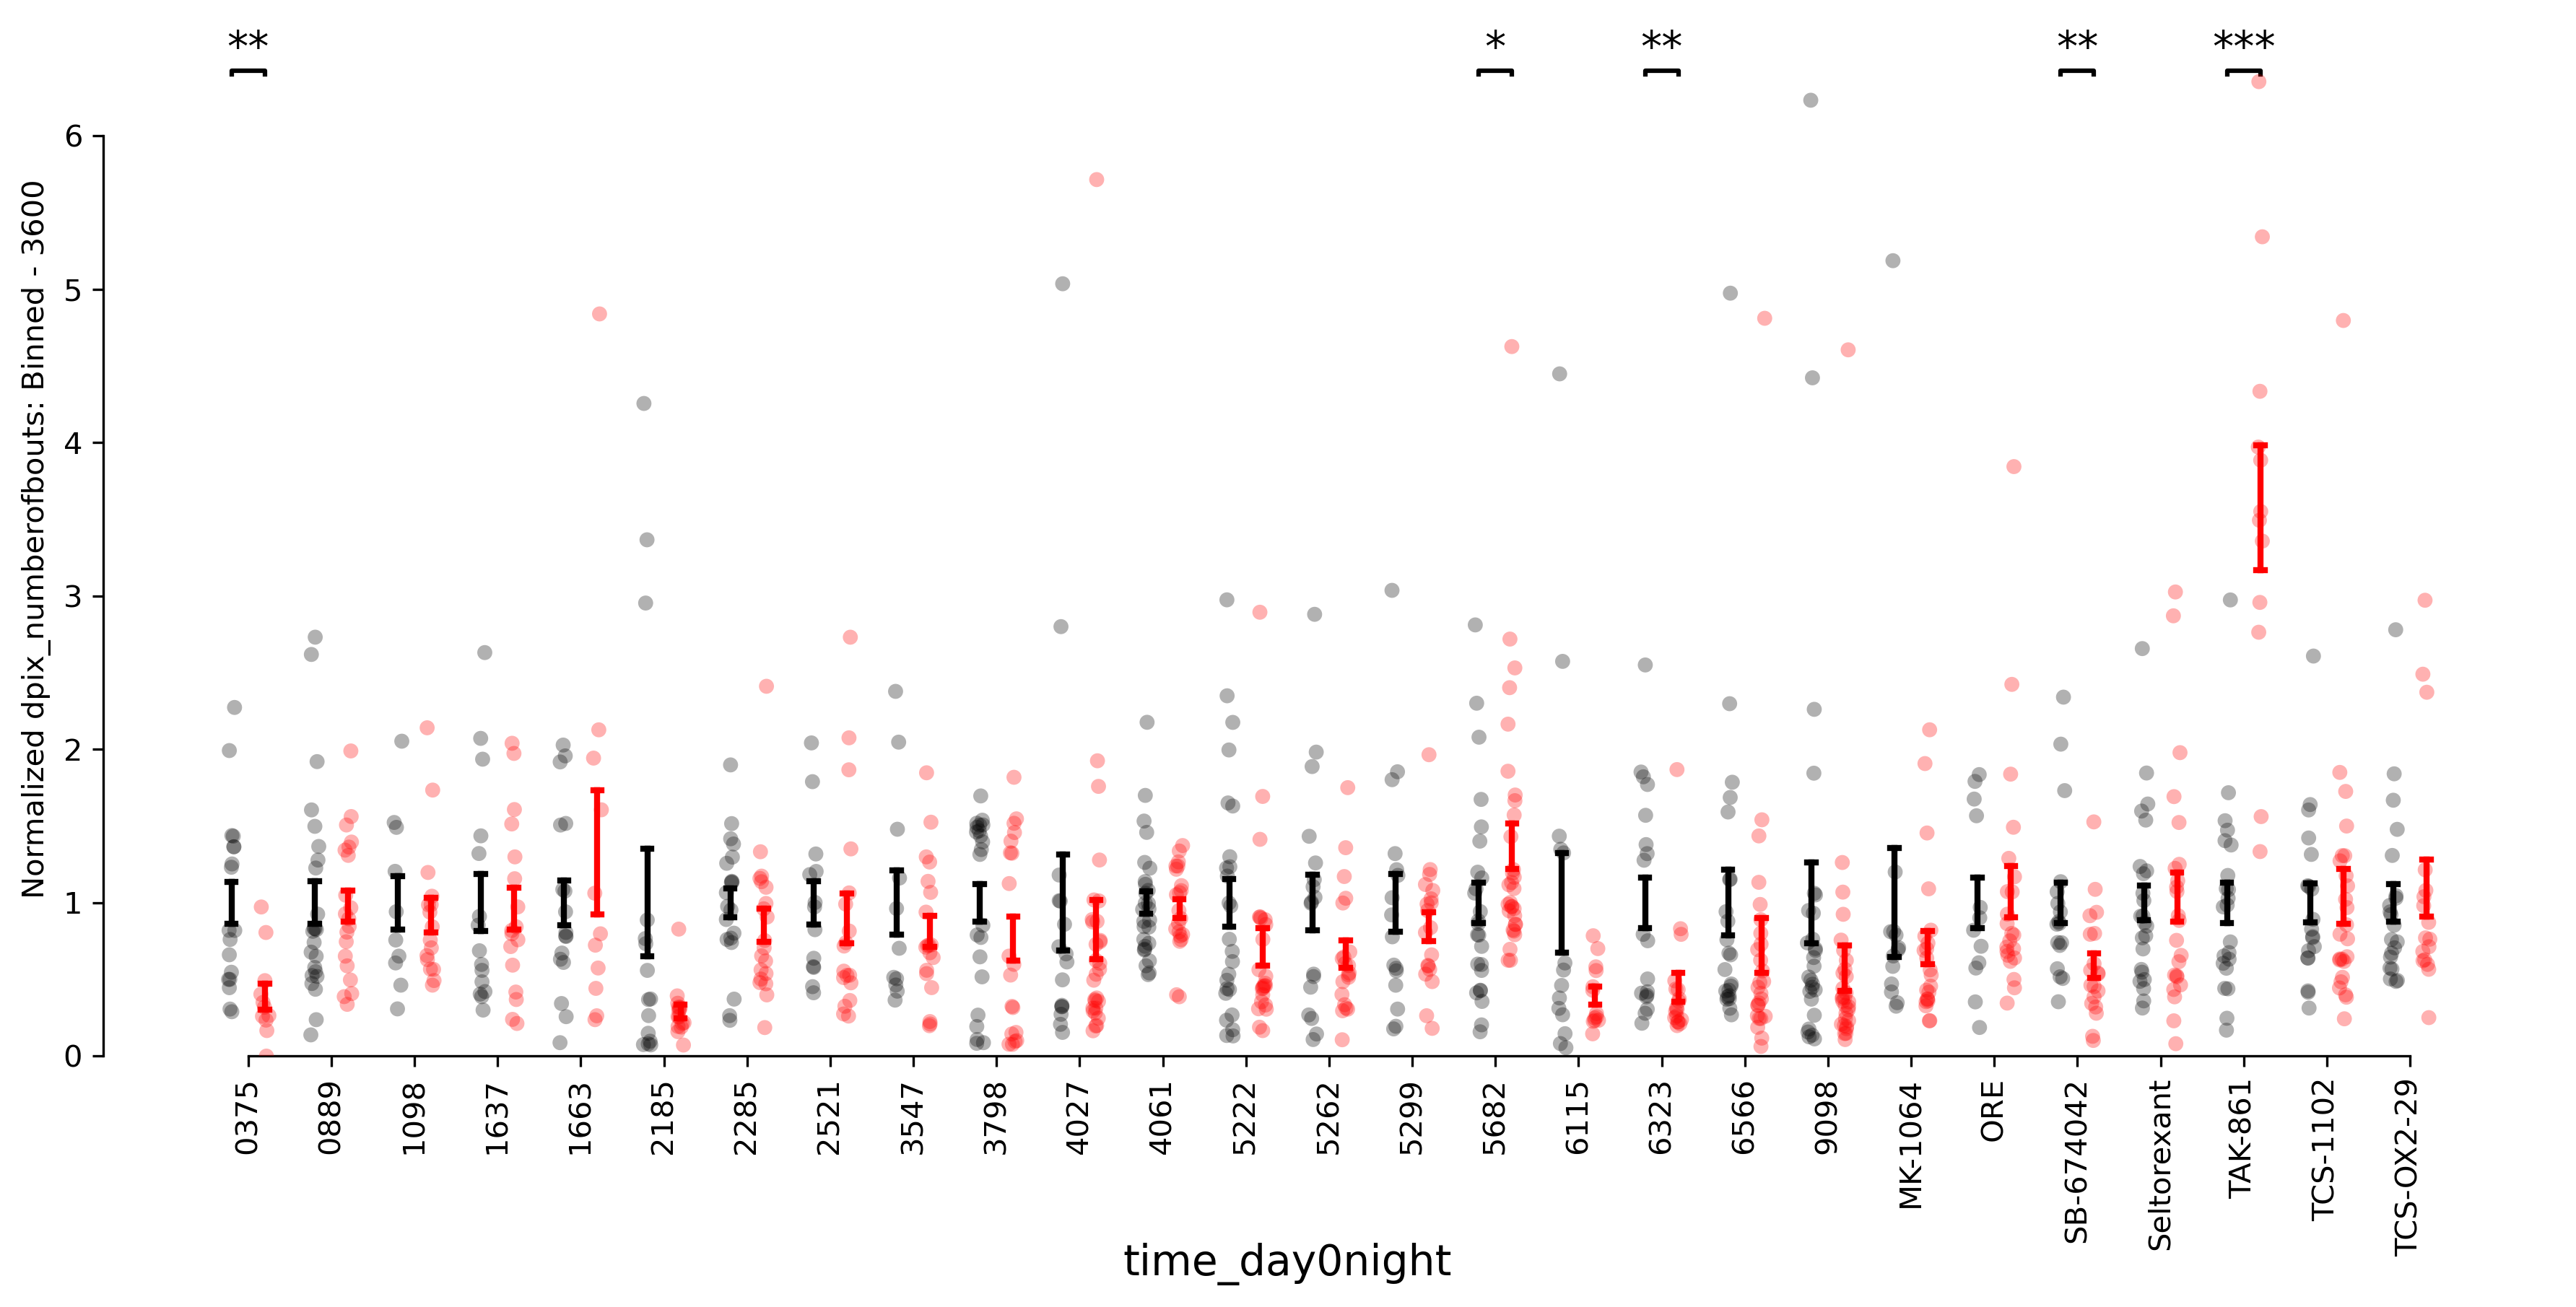 ** * ** ** ***
6
5
4
3
2
1
0
Normalized dpix_numberofbouts: Binned - 3600
0375 0889 1098 1637 1663 2185 2285 2521 3547 3798 4027 4061 5222 5262 5299 5682 6115 6323 6566 9098 MK-1064 ORE SB-674042 Seltorexant TAK-861 TCS-1102 TCS-OX2-29
time_day0night